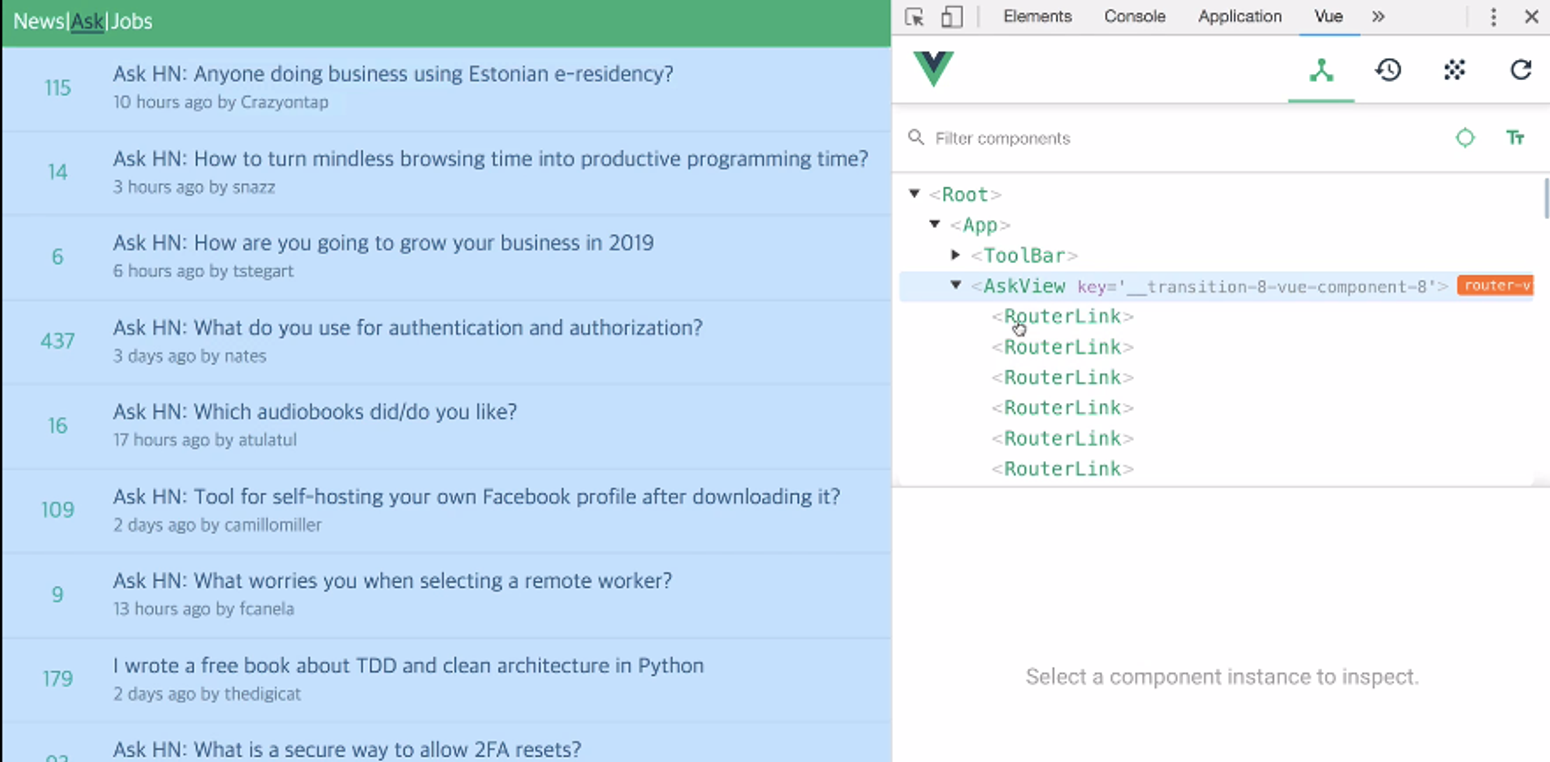 News|Ask|Jobs
115
Ask HN: Anyone doing business using Estonian e-residency?
10 hours ago by Crazyontap
14
Ask HN: How to turn mindless browsing time into productive programming time?
3 hours ago by snazz
6
Ask HN: How are you going to grow your business in 2019
6 hours ago by tstegart
437
Ask HN: What do you use for authentication and authorization?
3 days ago by nates
16
Ask HN: Which audiobooks did/do you like?
17 hours ago by atulatul
109
Ask HN: Tool for self-hosting your own Facebook profile after downloading it?
2 days ago by camillomiller
9
Ask HN: What worries you when selecting a remote worker?
13 hours ago by fcanela
179
I wrote a free book about TDD and clean architecture in Python
2 days ago by thedigicat
Ask HN: What is a secure way to allow 2FA resets?
Elements Console Application Vue »
Filter components
Tт
<Root>
<App>
<ToolBar>
<AskView key='__transition-8-vue-component-8'> router-v
<RouterLink>
<RouterLink>
<RouterLink>
<RouterLink>
<RouterLink>
<RouterLink>
Select a component instance to inspect.